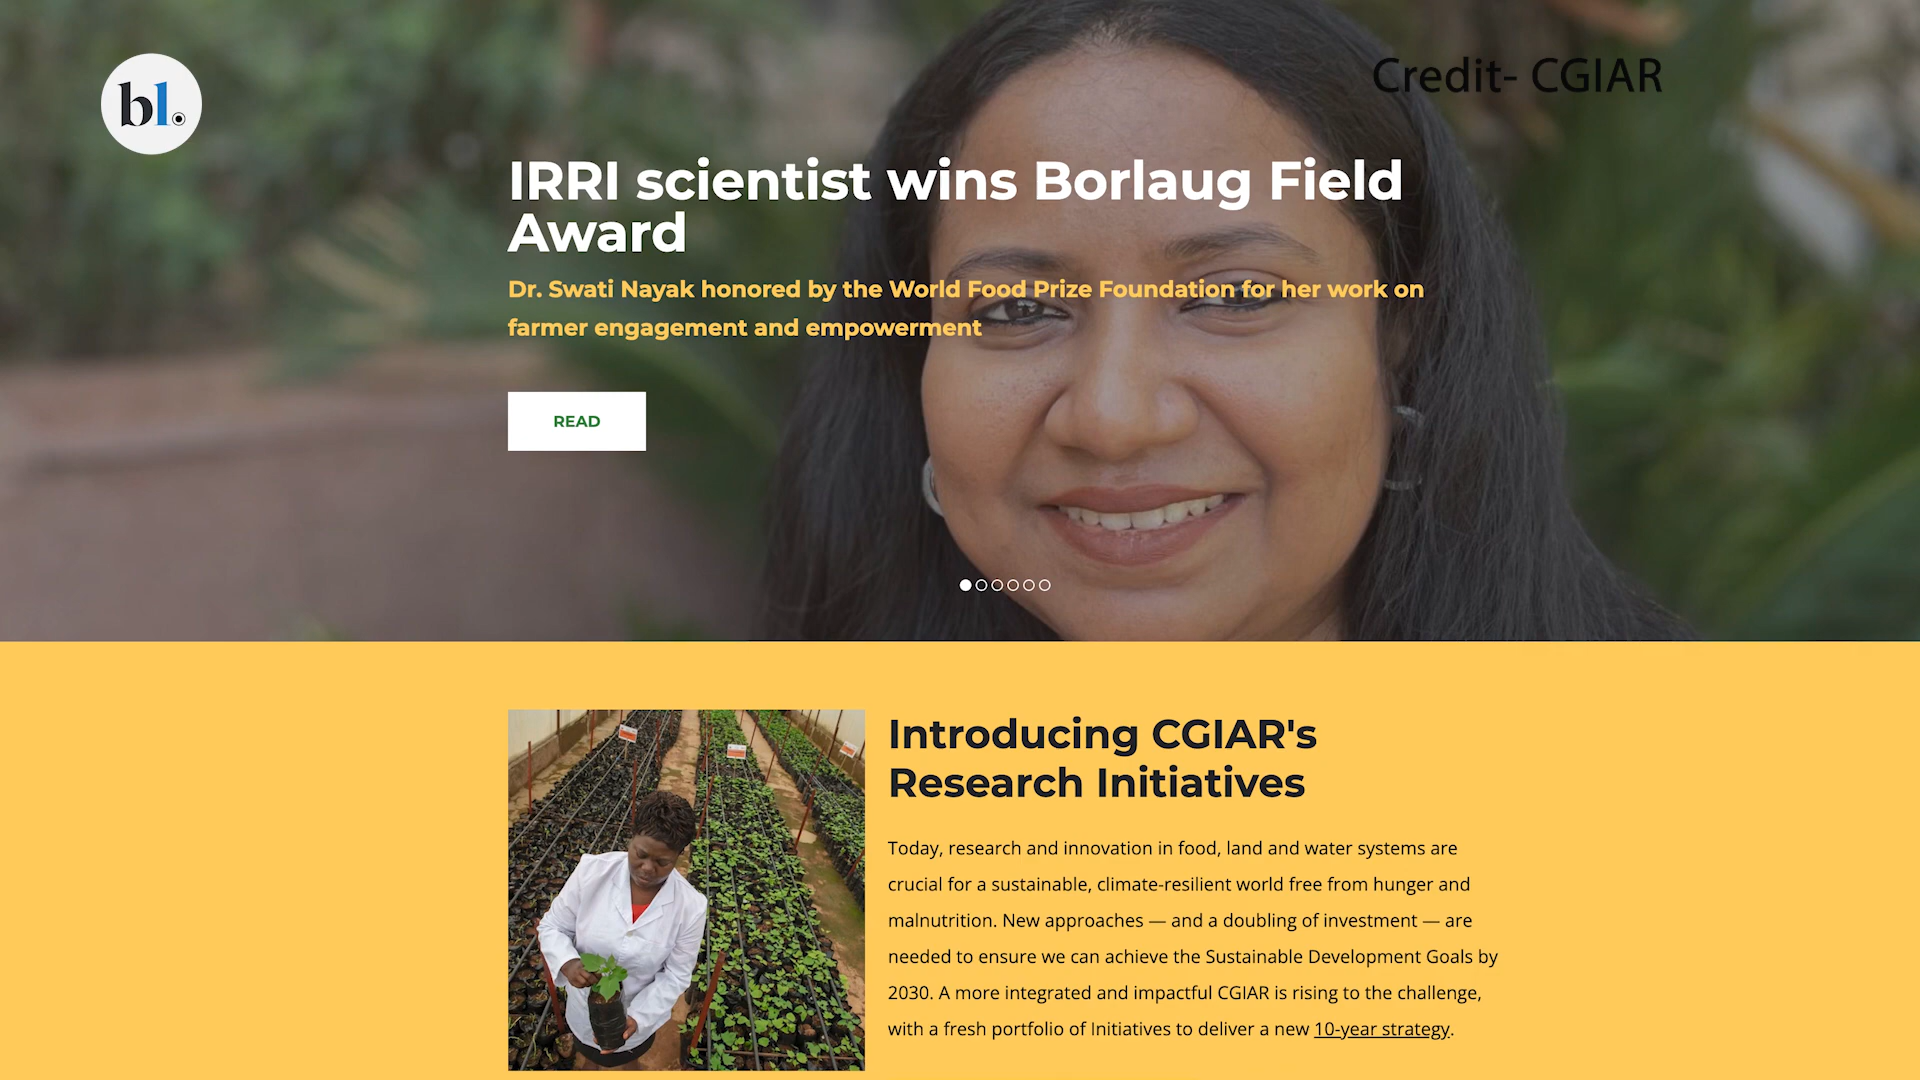 bl.
Credit- CGIAR
IRRI scientist wins Borlaug Field
Award
Dr. Swati Nayak honored by the World Food Prize Foundation for her work on
farmer engagement and empowerment
READ
Introducing CGIAR's
Research Initiatives
Today, research and innovation in food, land and water systems are
crucial for a sustainable, climate-resilient world free from hunger and
malnutrition. New approaches — and a doubling of investment — are
needed to ensure we can achieve the Sustainable Development Goals by
2030. A more integrated and impactful CGIAR is rising to the challenge,
with a fresh portfolio of Initiatives to deliver a new 10-year strategy.